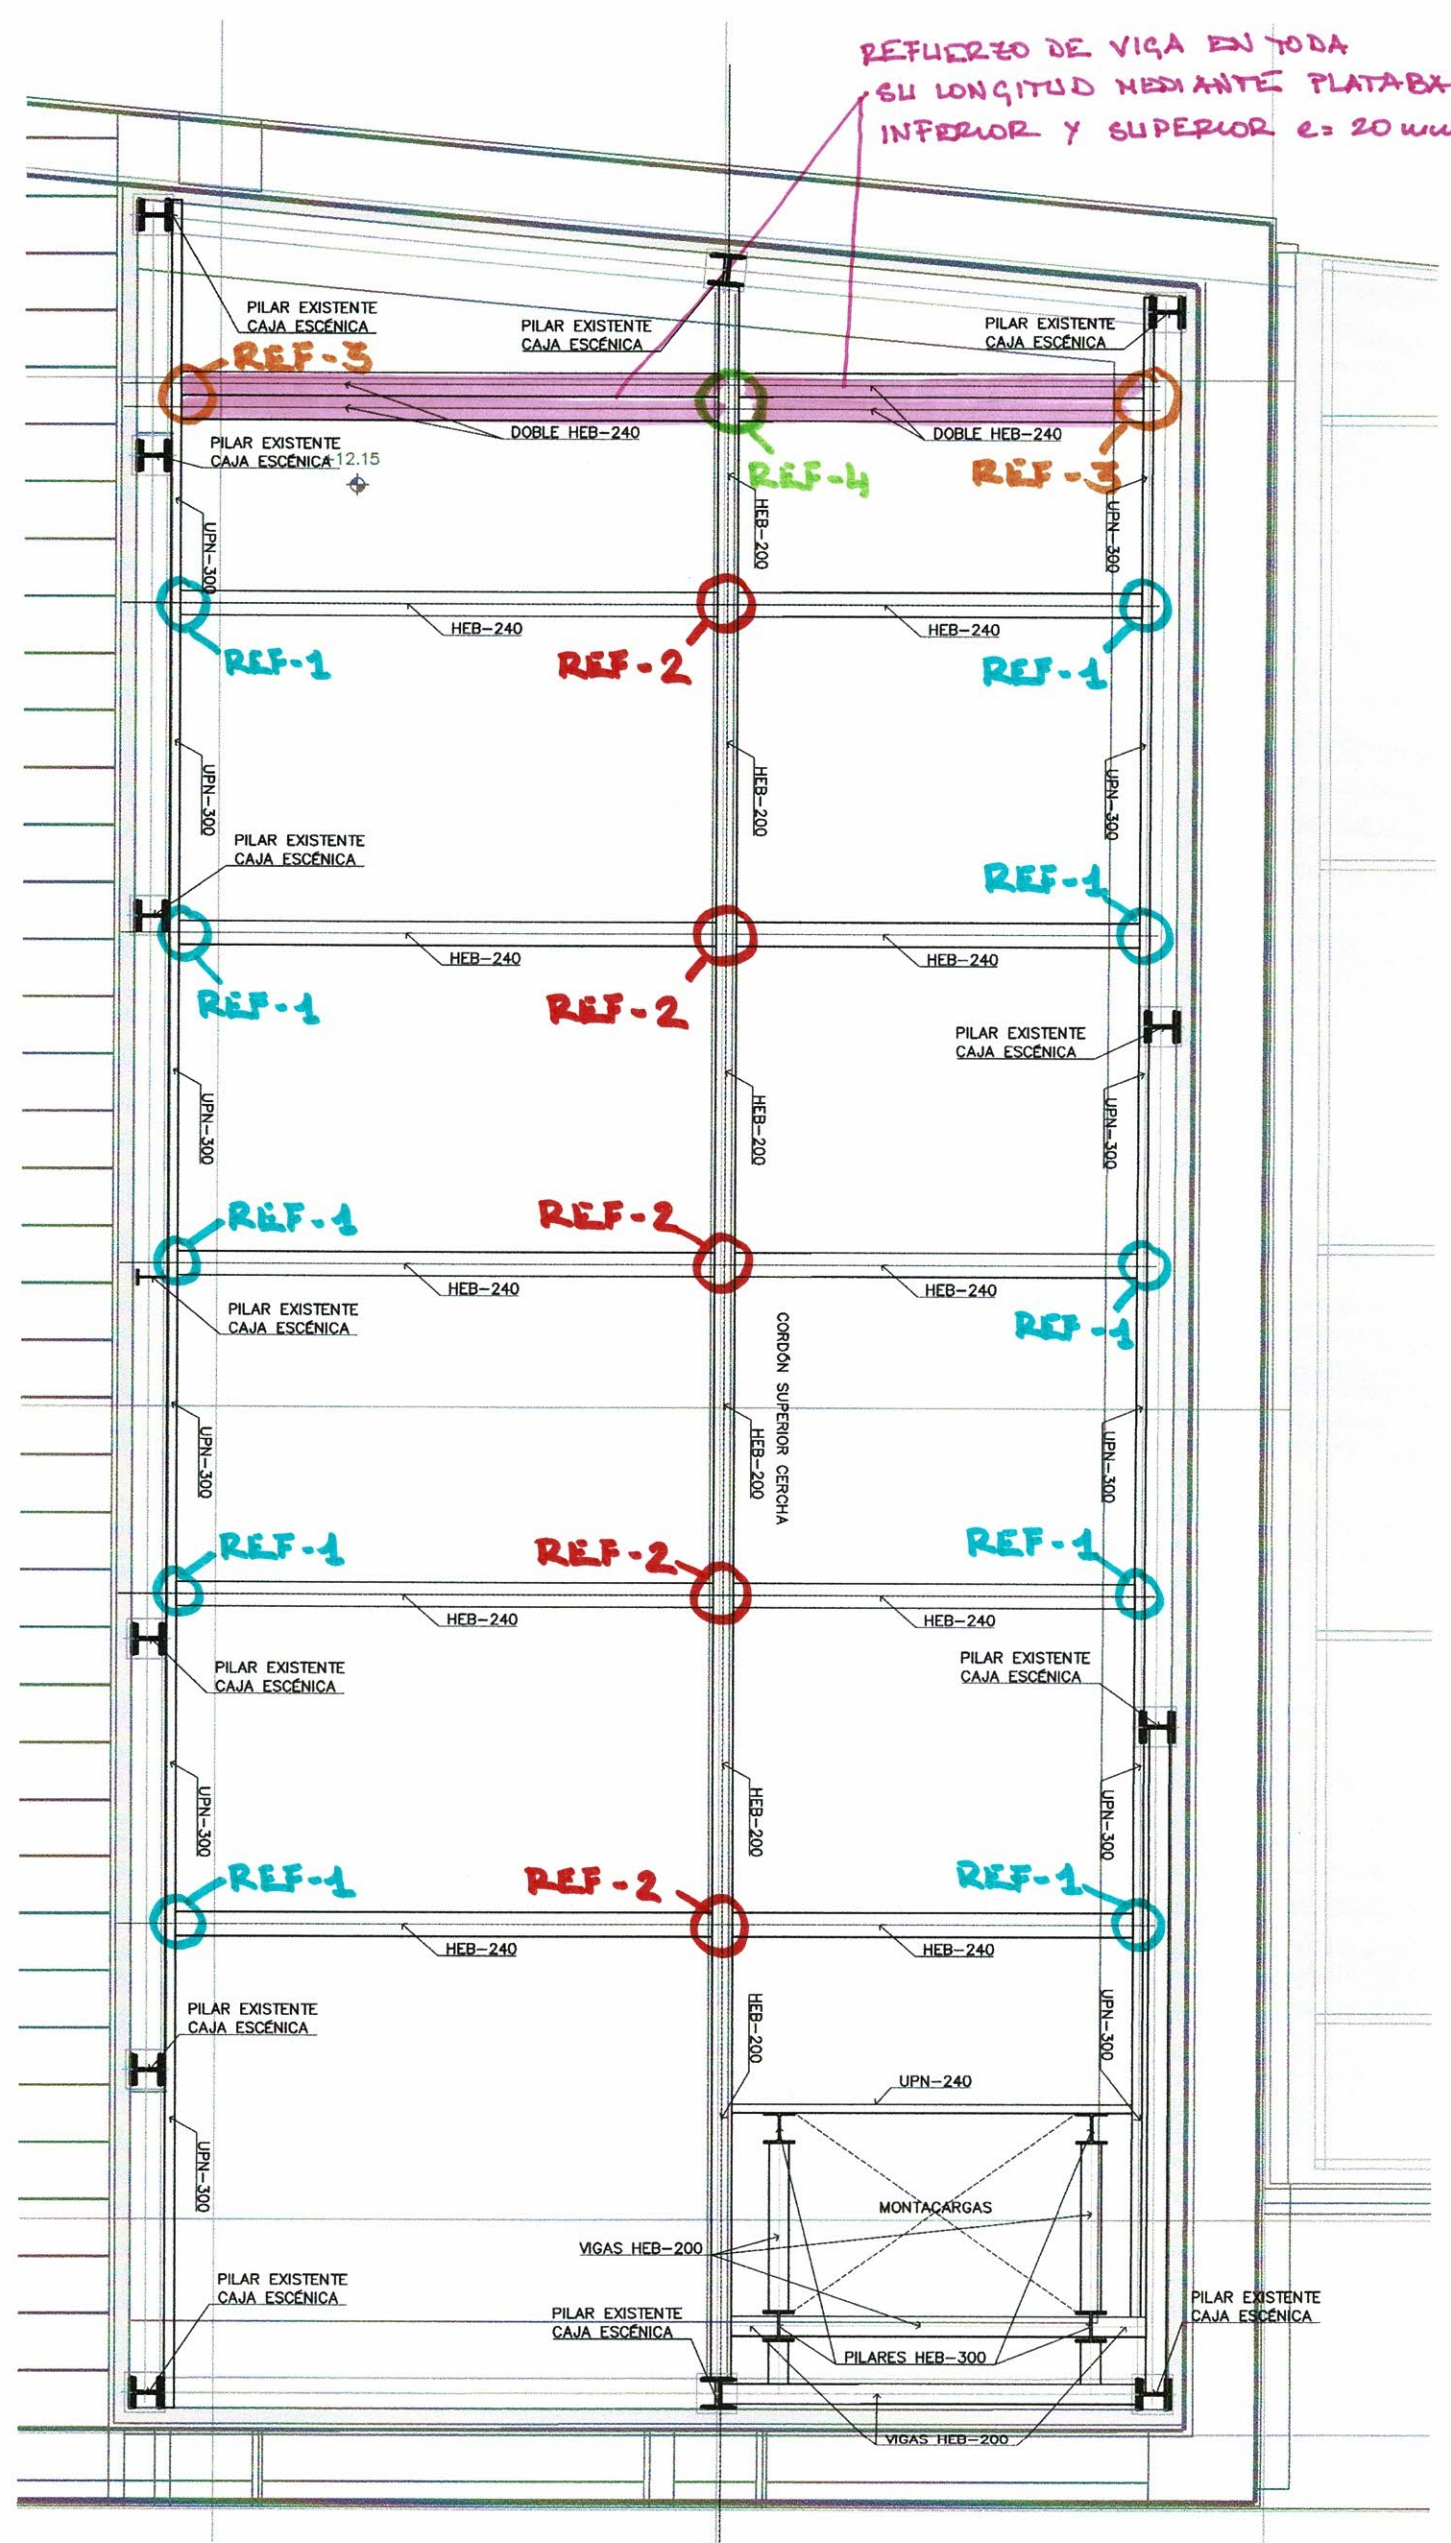 REFUERZO DE VIGA EN TODA
SU LONGITUD MEDIANTE PLATABA
INFERIOR Y SUPERIOR e= 20 mm
PILAR EXISTENTE
CAJA ESCÉNICA
PILAR EXISTENTE
CAJA ESCÉNICA
PILAR EXISTENTE
CAJA ESCÉNICA
REF-3
DOBLE HEB-240
DOBLE HEB-240
PILAR EXISTENTE
CAJA ESCÉNICA
+12.15
REF-4
REF-3
UPN-300
HEB-200
UPN-300
HEB-240
HEB-240
REF-1
REF-2
REF-1
UPN-300
HEB-200
UPN-300
PILAR EXISTENTE
CAJA ESCÉNICA
REF-1
HEB-240
HEB-240
REF-1
REF-2
PILAR EXISTENTE
CAJA ESCÉNICA
UPN-300
HEB-200
UPN-300
REF-1
REF-2
HEB-240
HEB-240
PILAR EXISTENTE
CAJA ESCÉNICA
REF-1
CORDÓN SUPERIOR CERCHA
UPN-300
HEB-200
UPN-300
REF-1
REF-2
REF-1
HEB-240
HEB-240
PILAR EXISTENTE
CAJA ESCÉNICA
PILAR EXISTENTE
CAJA ESCÉNICA
UPN-300
HEB-200
UPN-300
REF-1
REF-2
REF-1
HEB-240
HEB-240
PILAR EXISTENTE
CAJA ESCÉNICA
HEB-200
UPN-300
UPN-240
UPN-300
MONTACARGAS
VIGAS HEB-200
PILAR EXISTENTE
CAJA ESCÉNICA
PILAR EXISTENTE
CAJA ESCÉNICA
PILAR EXISTENTE
CAJA ESCÉNICA
PILARES HEB-300
VIGAS HEB-200